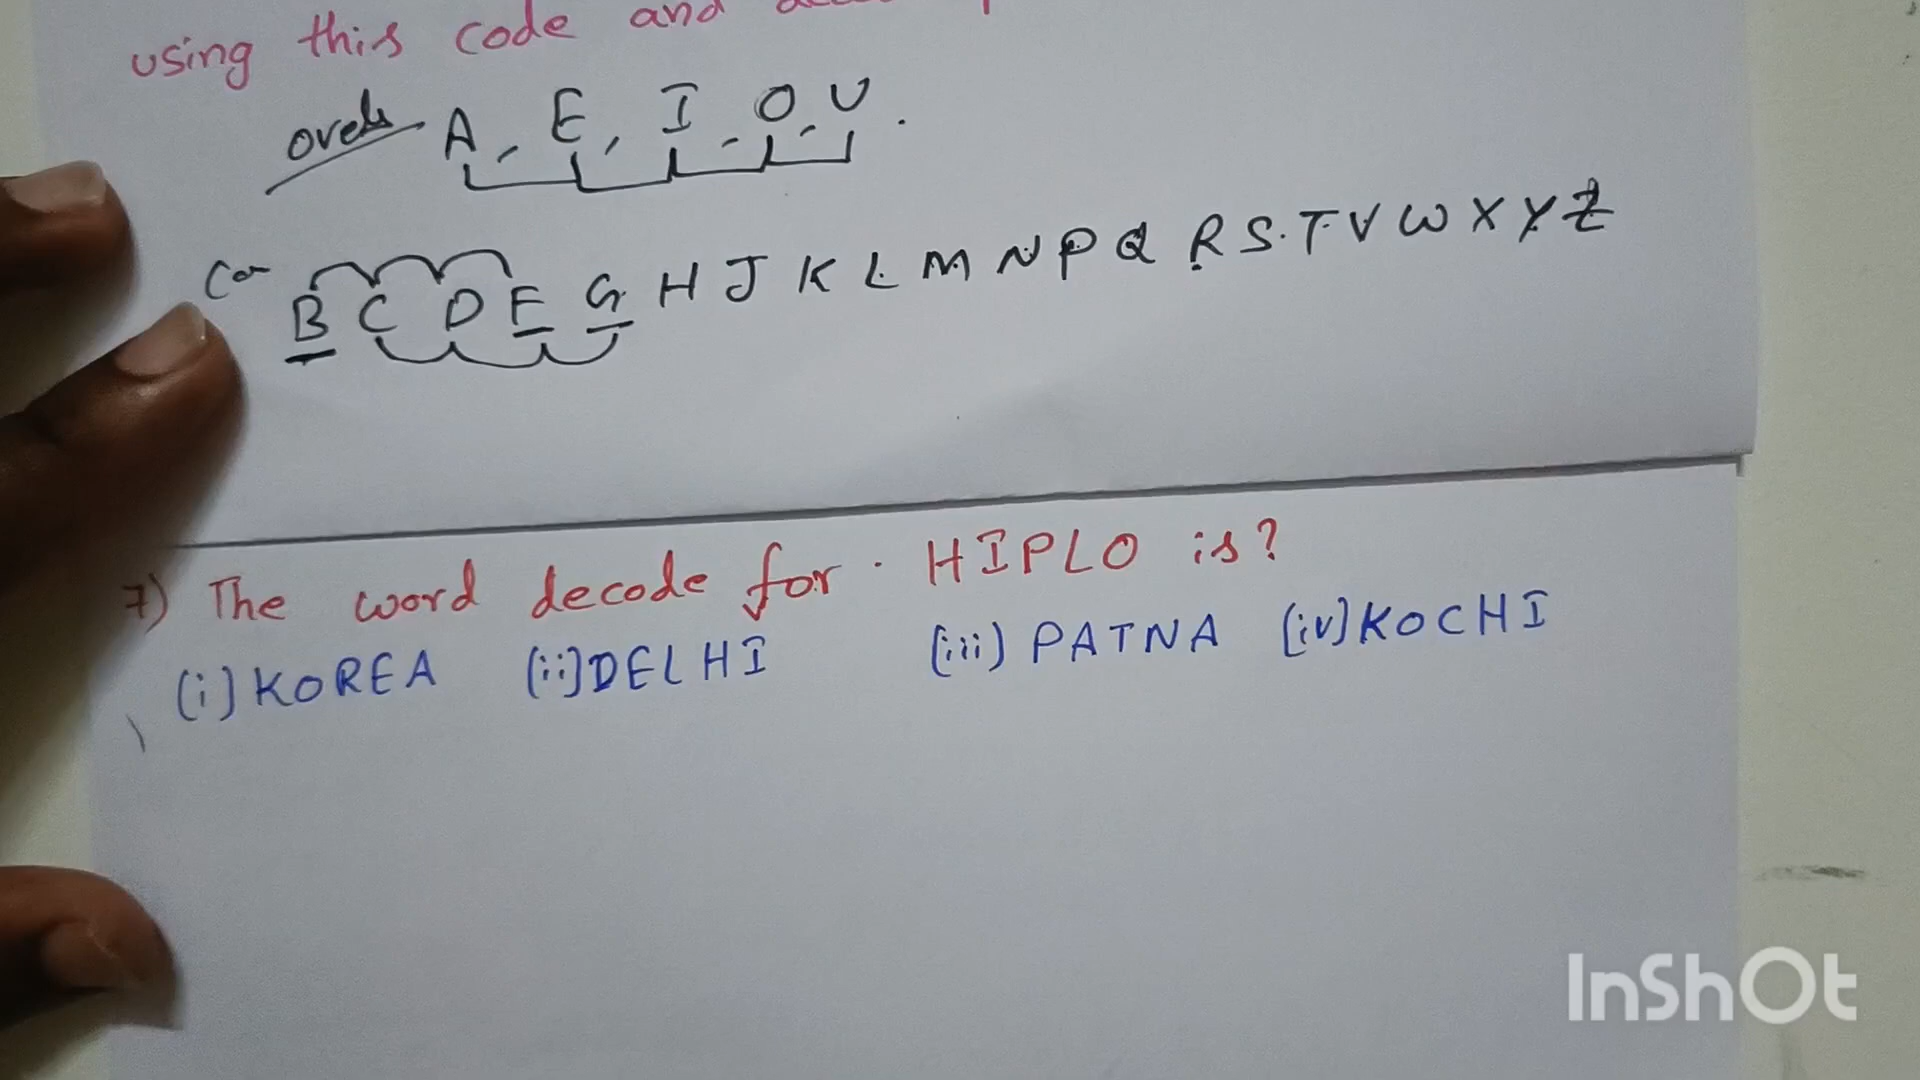 using this code and
ovels A, E, I, O, U.
Con B C D F G H J K L M N P Q R S T V W X Y Z
7) The word decode for HIPLO is?
(i) KOREA (ii) DELHI (iii) PATNA (iv) KOCHI
InShOt